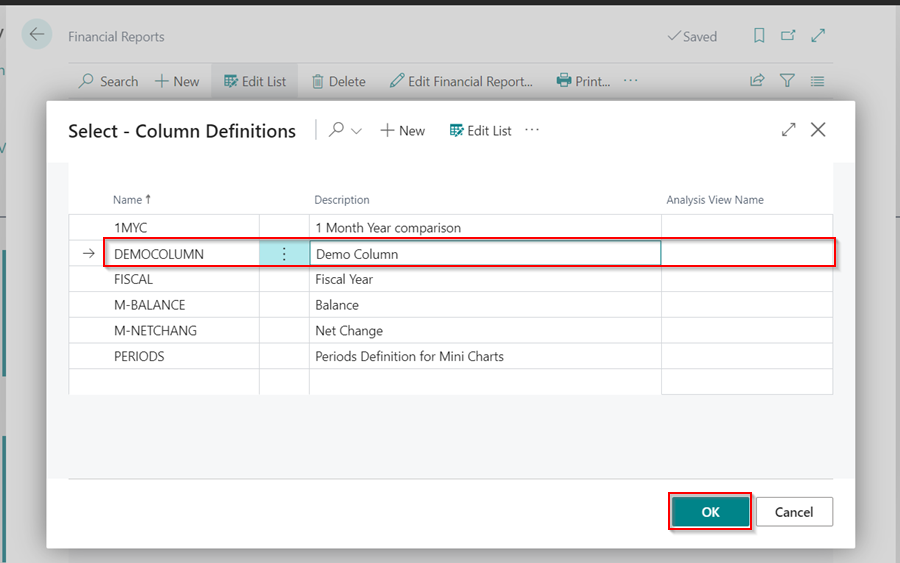 Financial Reports
Saved
Search
New
Edit List
Delete
Edit Financial Report...
Print...
Select - Column Definitions
New
Edit List
Name ↑
Description
Analysis View Name
1MYC
1 Month Year comparison
DEMOCOLUMN
Demo Column
FISCAL
Fiscal Year
M-BALANCE
Balance
M-NETCHANG
Net Change
PERIODS
Periods Definition for Mini Charts
OK
Cancel